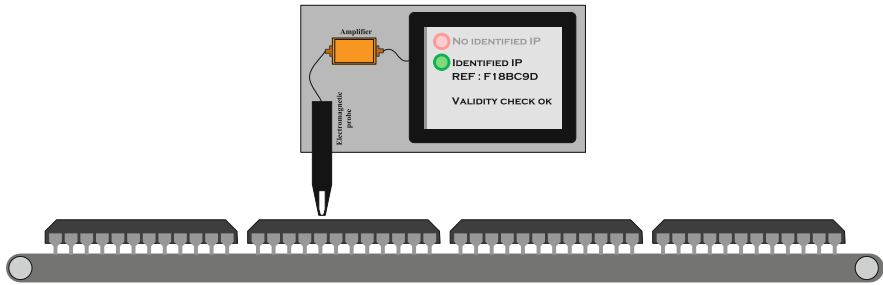 Amplifier
Electromagnetic
probe
No identified IP
Identified IP
REF : F18BC9D
Validity check ok